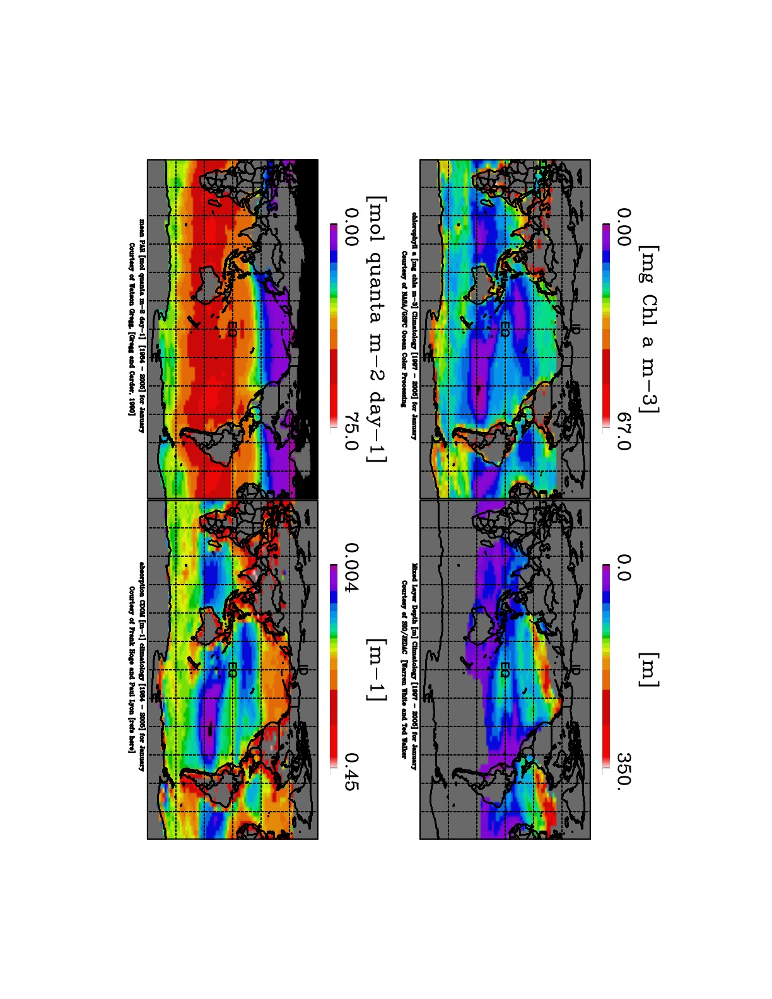 [mg Chl a m-3]
0.00 67.0
ID
EQ
chlorophyll a [mg chla m-3] Climatology [1997 - 2005] for January
Courtesy of NASA/GSFC Ocean Color Processing
[m]
0.0 350.
ID
EQ
Mixed Layer Depth [m] Climatology [1997 - 2005] for January
Courtesy of SIO/JEDAC [Warren White and Ted Walker
[mol quanta m-2 day-1]
0.00 75.0
EQ
mean PAR [mol quanta m-2 day-1] [1984 - 2005] for January
Courtesy of Watson Gregg, [Gregg and Carder, 1990]
[m-1]
0.004 0.45
ID
EQ
absorption CDOM [m-1] climatology [1984 - 2005] for January
Courtesy of Frank Hoge and Paul Lyon [refs here]